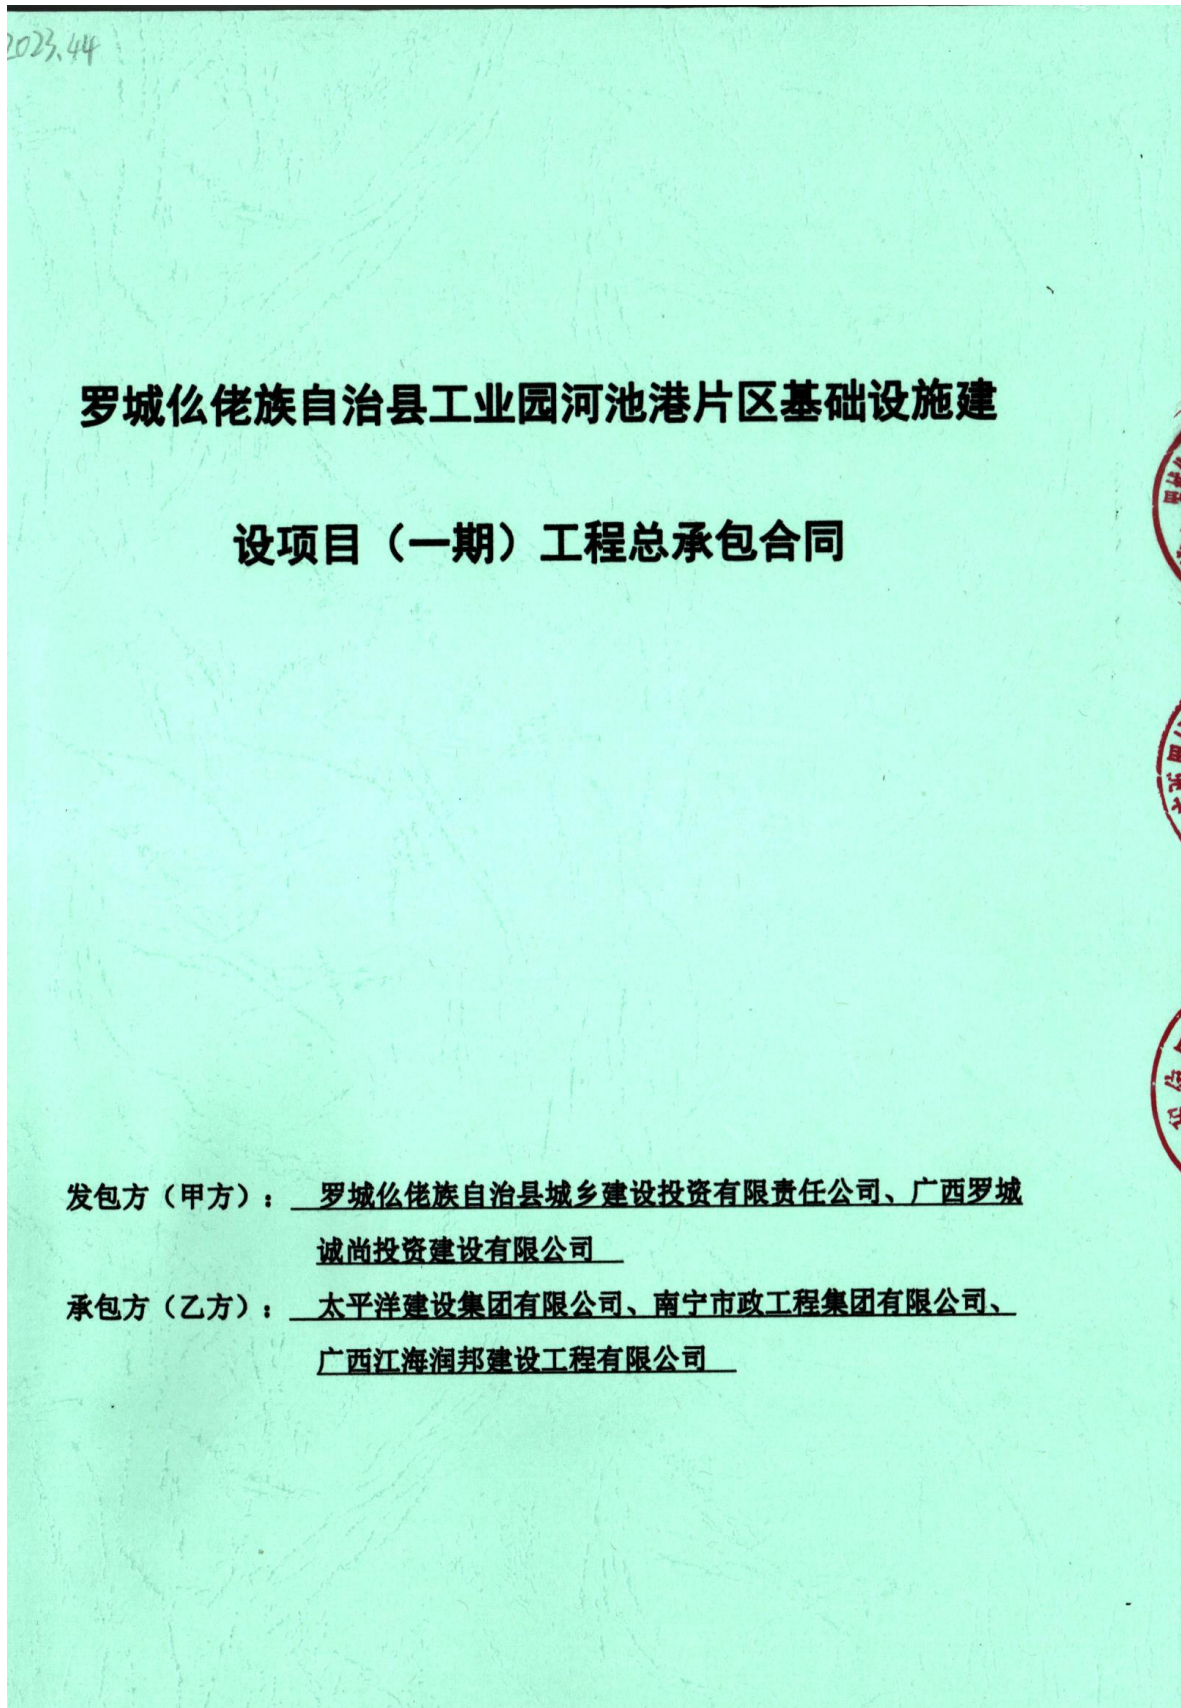 2023.44
罗城仫佬族自治县工业园河池港片区基础设施建
设项目（一期）工程总承包合同
发包方（甲方）： 罗城仫佬族自治县城乡建设投资有限责任公司、广西罗城
诚尚投资建设有限公司
承包方（乙方）： 太平洋建设集团有限公司、南宁市政工程集团有限公司、
广西江海润邦建设工程有限公司